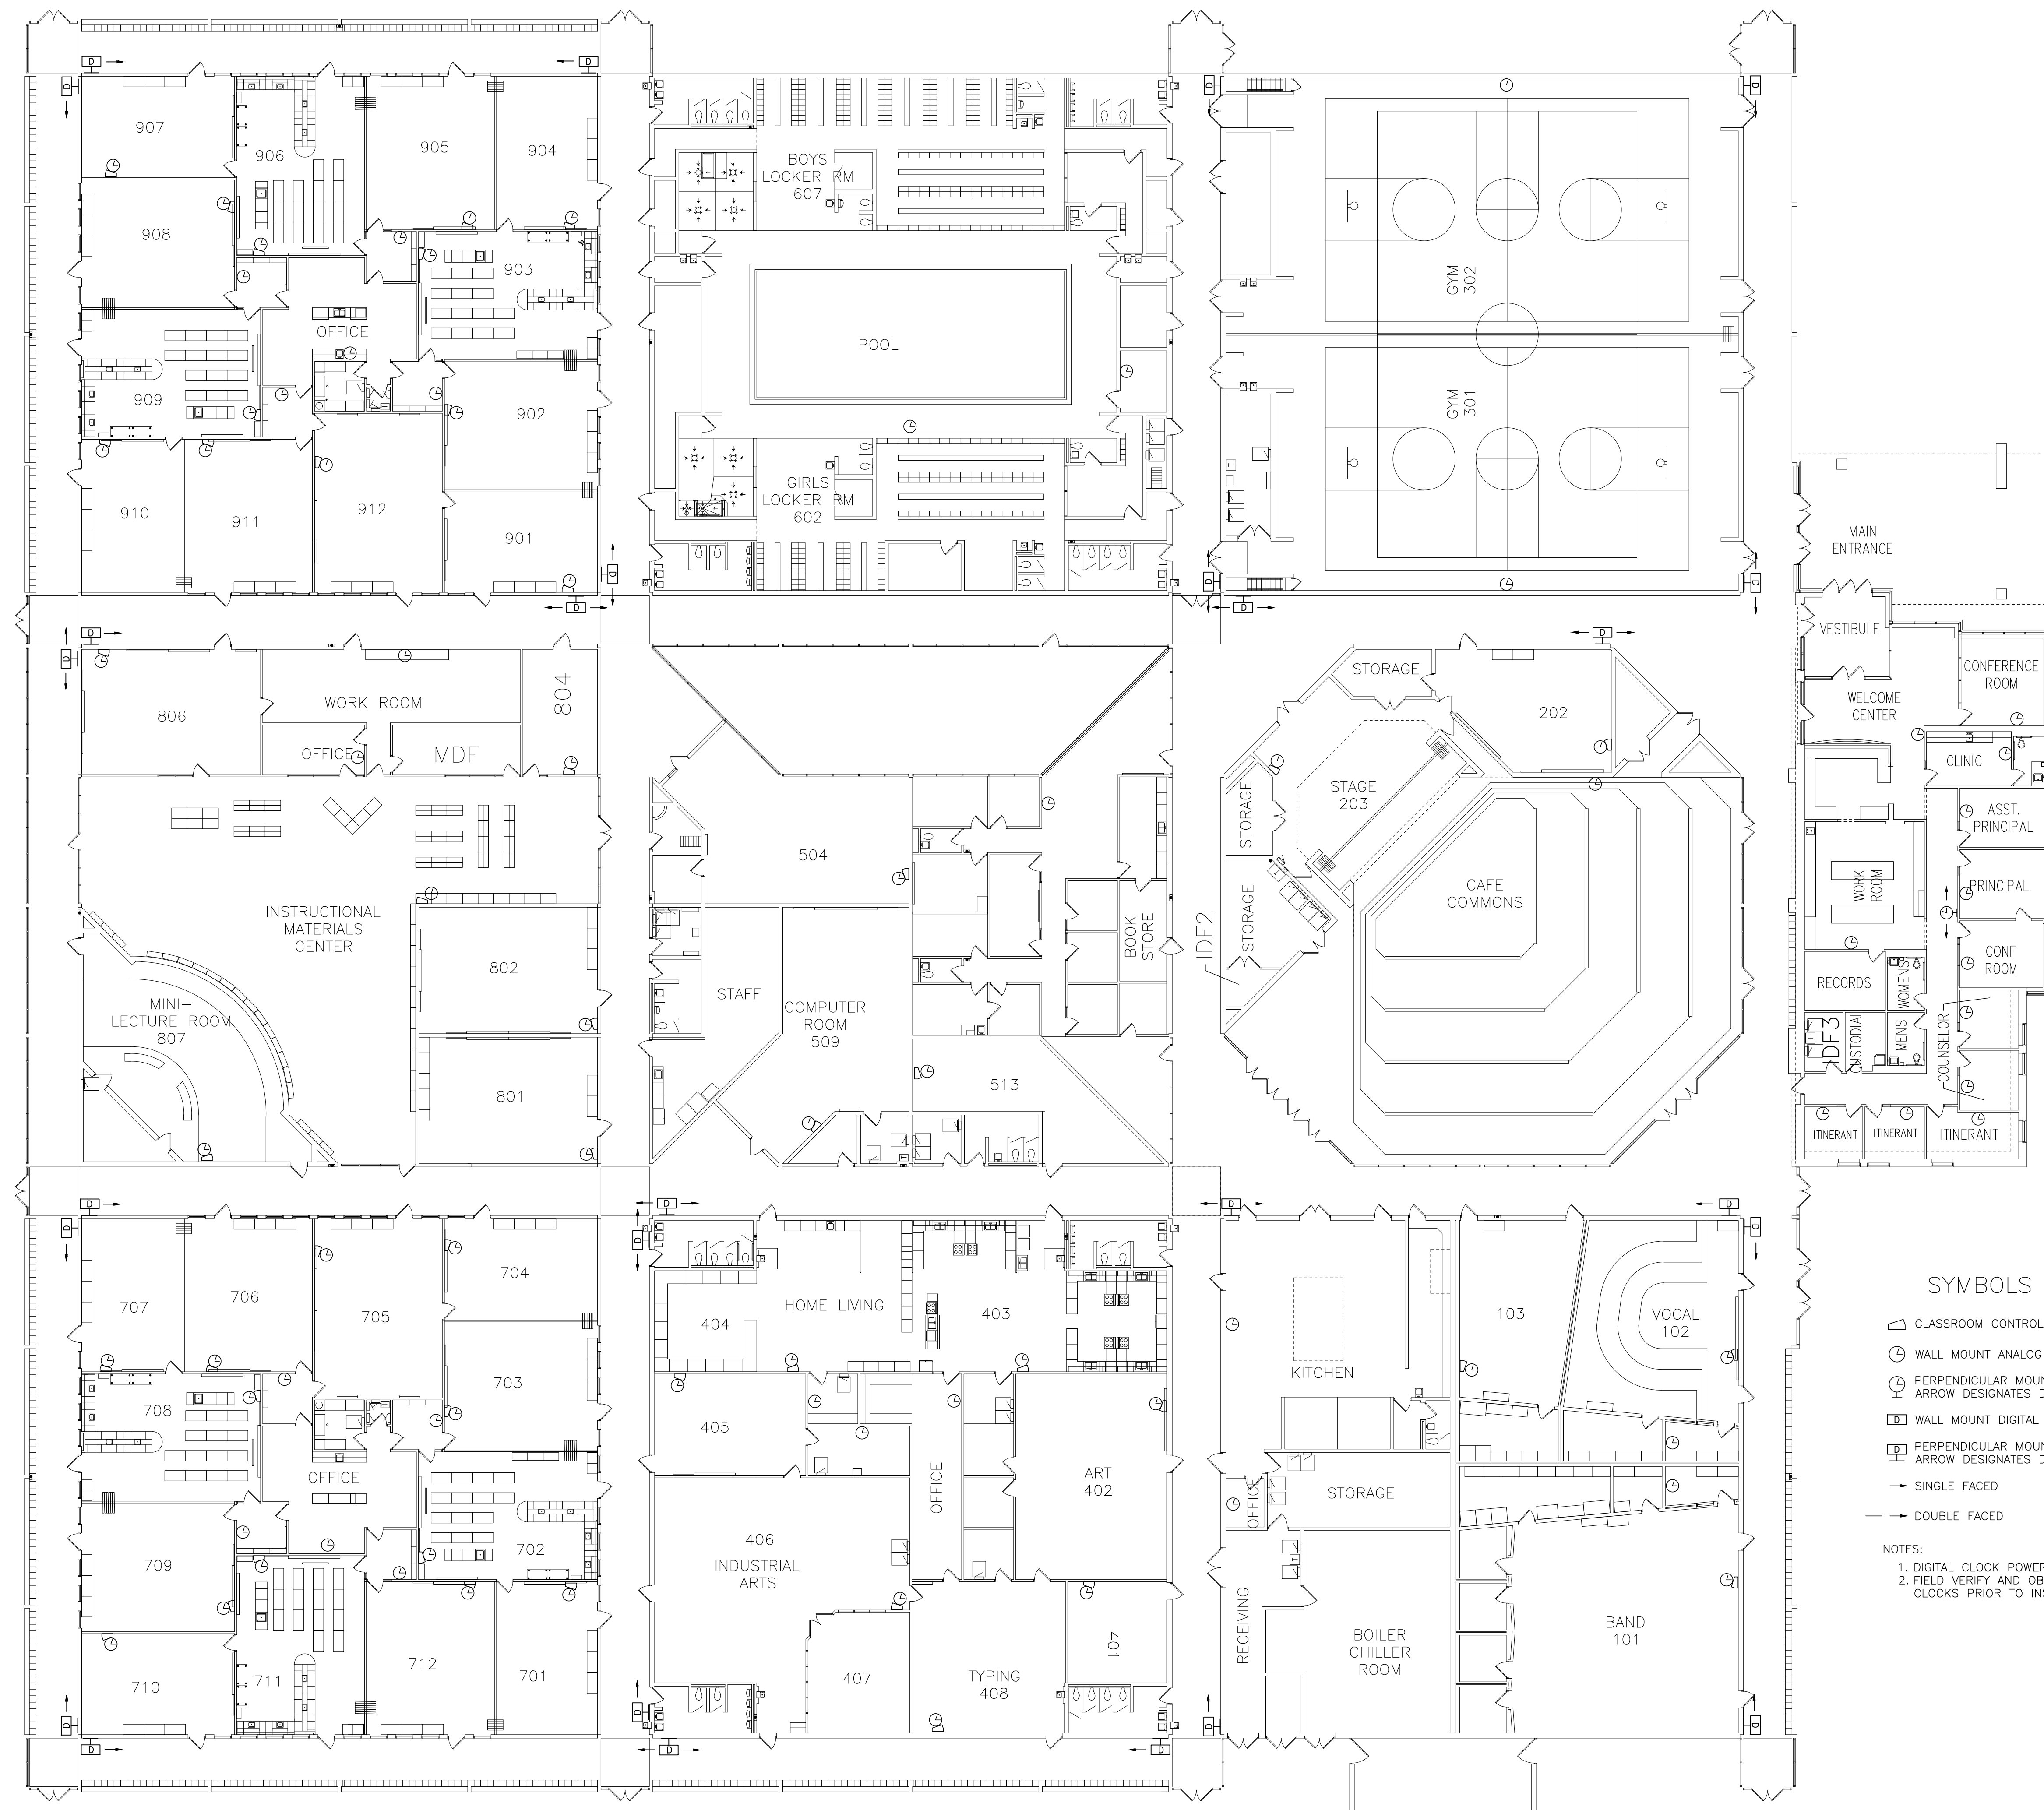 907
906
905
904
BOYS
LOCKER RM
607
908
903
GYM
302
OFFICE
POOL
909
902
GYM
301
910
911
912
901
GIRLS
LOCKER RM
602
MAIN
ENTRANCE
VESTIBULE
CONFERENCE
ROOM
WELCOME
CENTER
CLINIC
806
WORK ROOM
804
OFFICE
MDF
STORAGE
202
STAGE
203
STORAGE
504
ASST.
PRINCIPAL
INSTRUCTIONAL
MATERIALS
CENTER
CAFE
COMMONS
STORAGE
IDF2
BOOK
STORE
WORK
ROOM
PRINCIPAL
802
STAFF
COMPUTER
ROOM
509
CONF
ROOM
RECORDS
WOMENS
MINI-
LECTURE ROOM
807
801
513
IDF3
CUSTODIAL
MENS
COUNSELOR
ITINERANT
ITINERANT
ITINERANT
707
706
705
704
404
HOME LIVING
403
KITCHEN
103
VOCAL
102
708
703
405
OFFICE
ART
402
OFFICE
STORAGE
OFFICE
709
702
406
INDUSTRIAL
ARTS
710
711
712
701
407
TYPING
408
401
RECEIVING
BOILER
CHILLER
ROOM
BAND
101
SYMBOLS
CLASSROOM CONTROL
WALL MOUNT ANALOG
PERPENDICULAR MOUN
ARROW DESIGNATES D
D WALL MOUNT DIGITAL
D PERPENDICULAR MOUN
ARROW DESIGNATES D
SINGLE FACED
DOUBLE FACED
NOTES:
1. DIGITAL CLOCK POWER
2. FIELD VERIFY AND OB
CLOCKS PRIOR TO INS